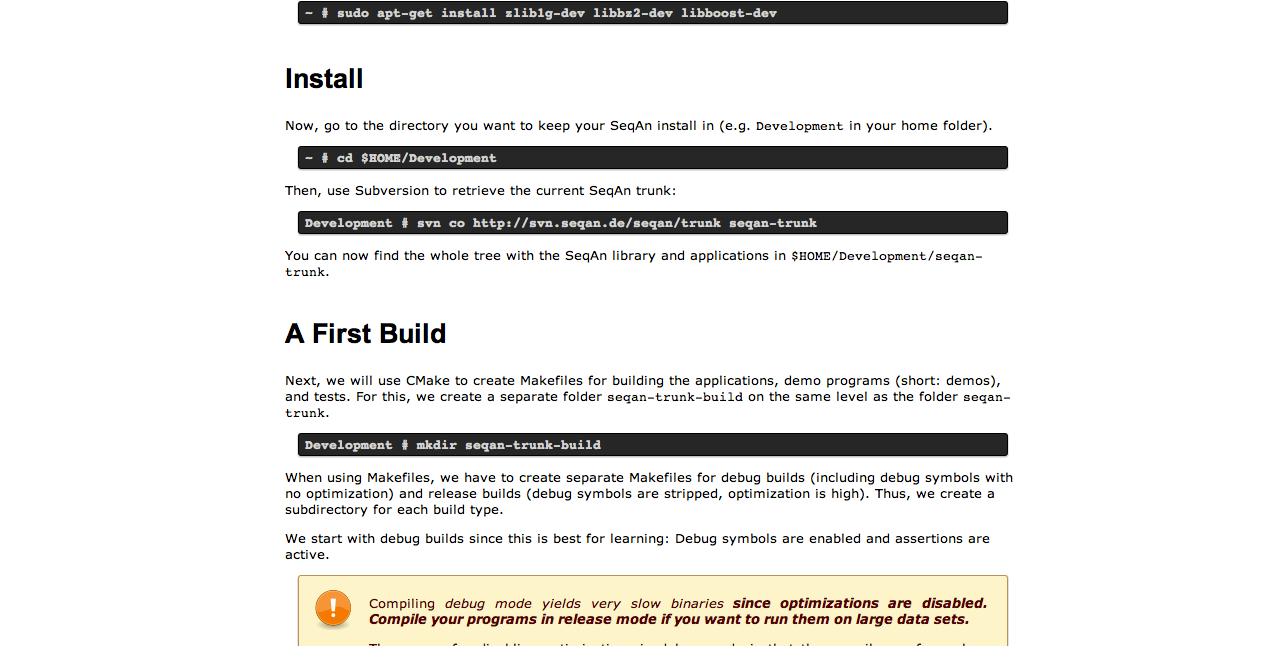 ~ # sudo apt-get install zlib1g-dev libbz2-dev libboost-dev
Install
Now, go to the directory you want to keep your SeqAn install in (e.g. Development in your home folder).
~ # cd $HOME/Development
Then, use Subversion to retrieve the current SeqAn trunk:
Development # svn co http://svn.seqan.de/seqan/trunk seqan-trunk
You can now find the whole tree with the SeqAn library and applications in $HOME/Development/seqan-
trunk.
A First Build
Next, we will use CMake to create Makefiles for building the applications, demo programs (short: demos),
and tests. For this, we create a separate folder seqan-trunk-build on the same level as the folder seqan-
trunk.
Development # mkdir seqan-trunk-build
When using Makefiles, we have to create separate Makefiles for debug builds (including debug symbols with
no optimization) and release builds (debug symbols are stripped, optimization is high). Thus, we create a
subdirectory for each build type.
We start with debug builds since this is best for learning: Debug symbols are enabled and assertions are
active.
Compiling debug mode yields very slow binaries since optimizations are disabled.
Compile your programs in release mode if you want to run them on large data sets.